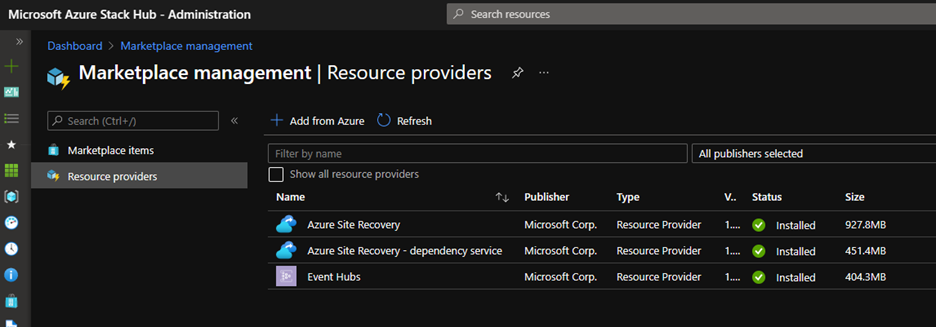 Microsoft Azure Stack Hub - Administration
Search resources
Dashboard > Marketplace management
Marketplace management | Resource providers
Search (Ctrl+/)
Marketplace items
Resource providers
Add from Azure Refresh
Filter by name
All publishers selected
Show all resource providers
Name Publisher Type V.. Status Size
Azure Site Recovery Microsoft Corp. Resource Provider 1.... Installed 927.8MB
Azure Site Recovery - dependency service Microsoft Corp. Resource Provider 1.... Installed 451.4MB
Event Hubs Microsoft Corp. Resource Provider 1.... Installed 404.3MB